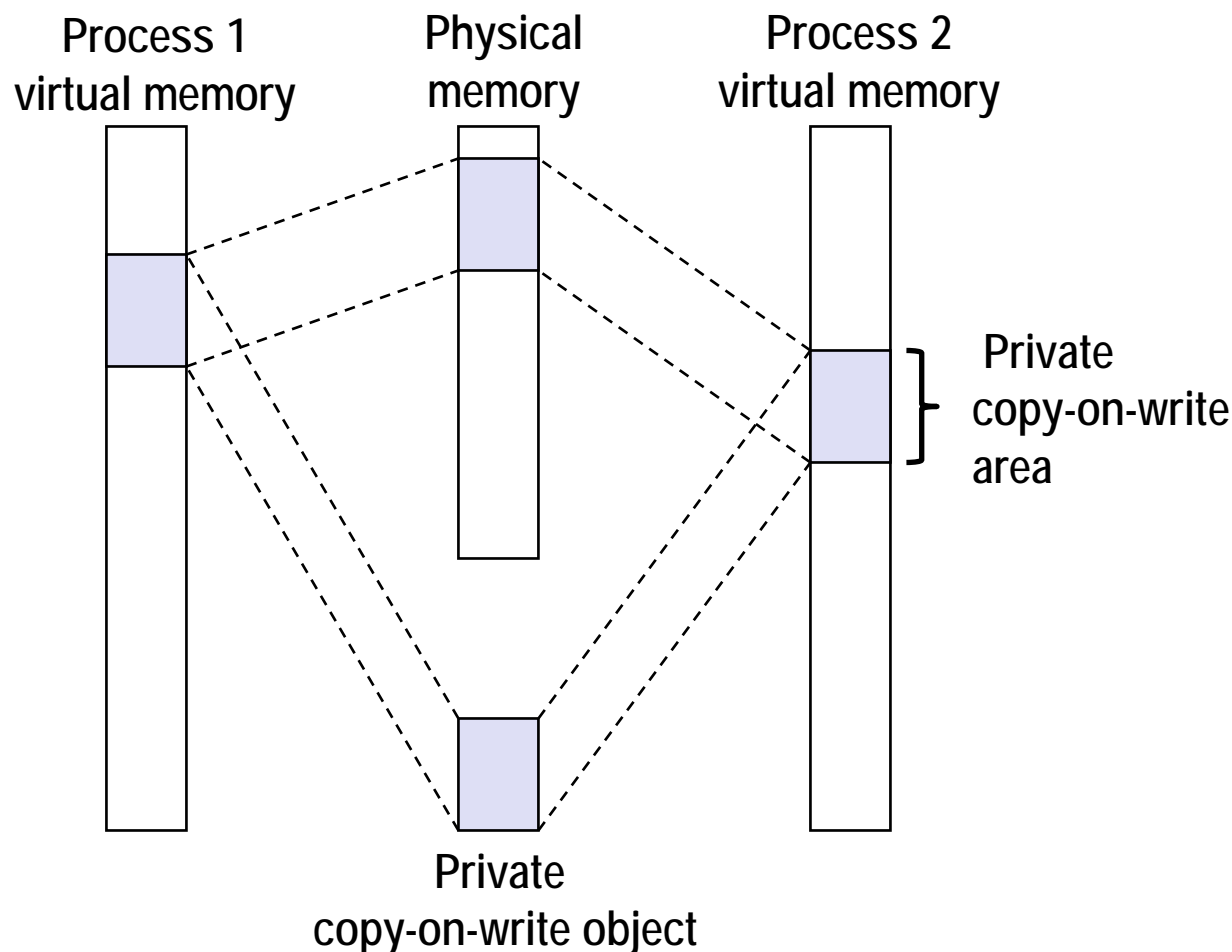 Process 1
virtual memory
Physical
memory
Process 2
virtual memory
Private
copy-on-write
area
Private
copy-on-write object